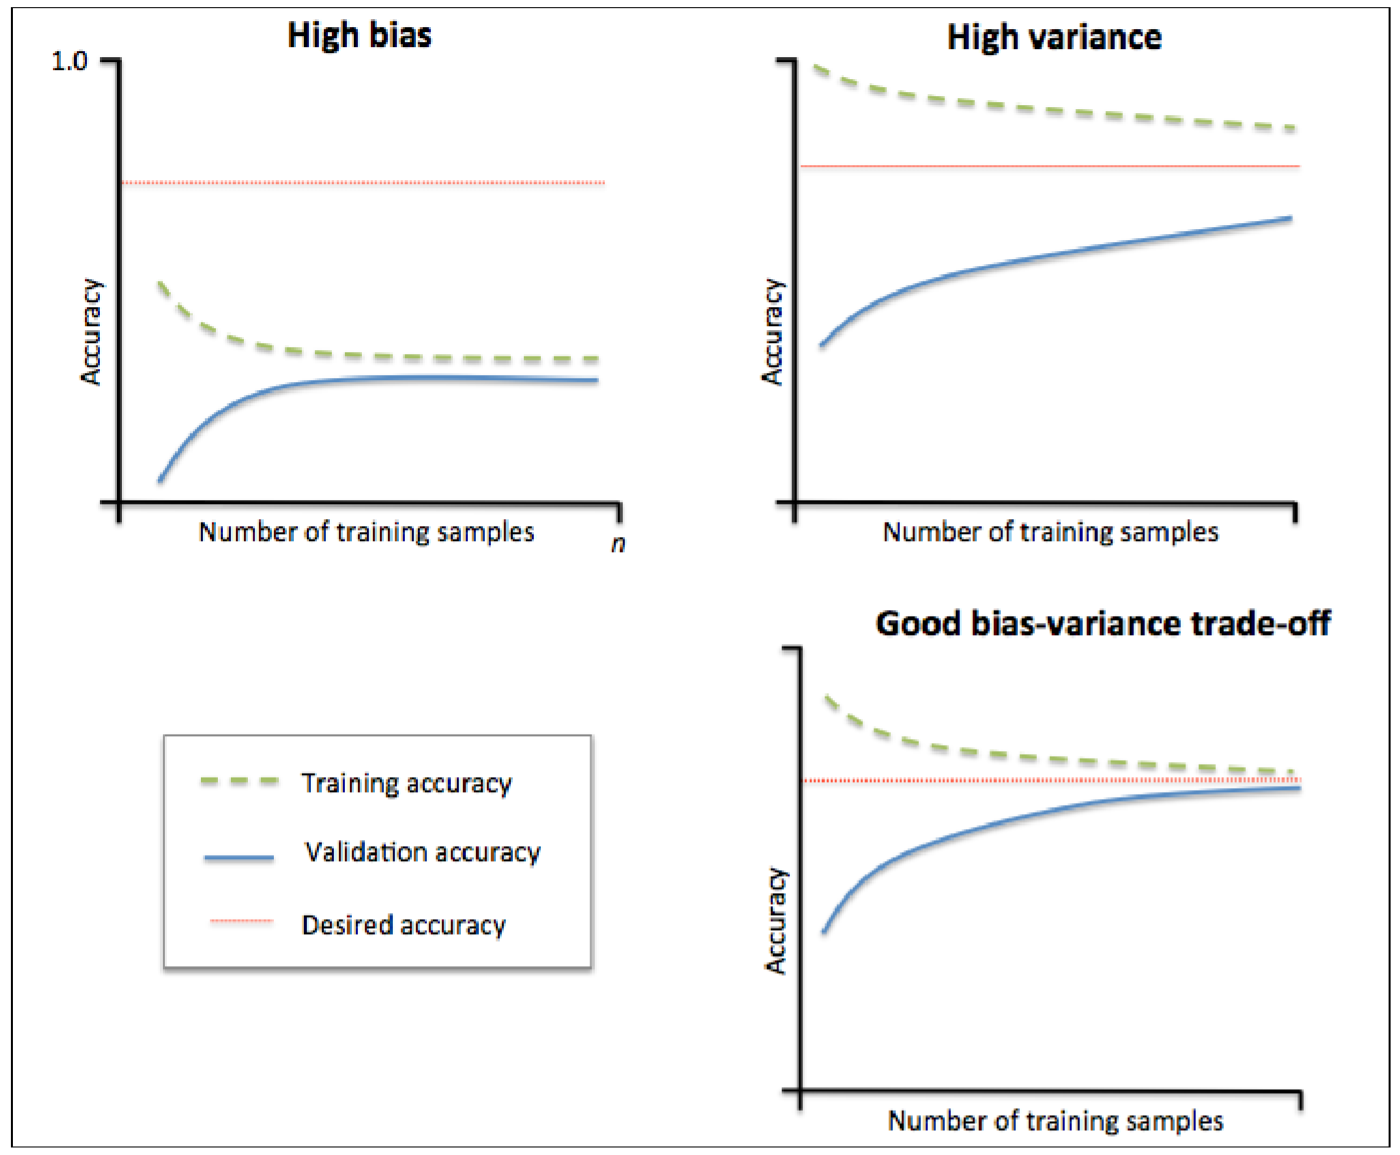 High bias
1.0
Accuracy
Number of training samples
n
High variance
Accuracy
Number of training samples
Training accuracy
Validation accuracy
Desired accuracy
Good bias-variance trade-off
Accuracy
Number of training samples